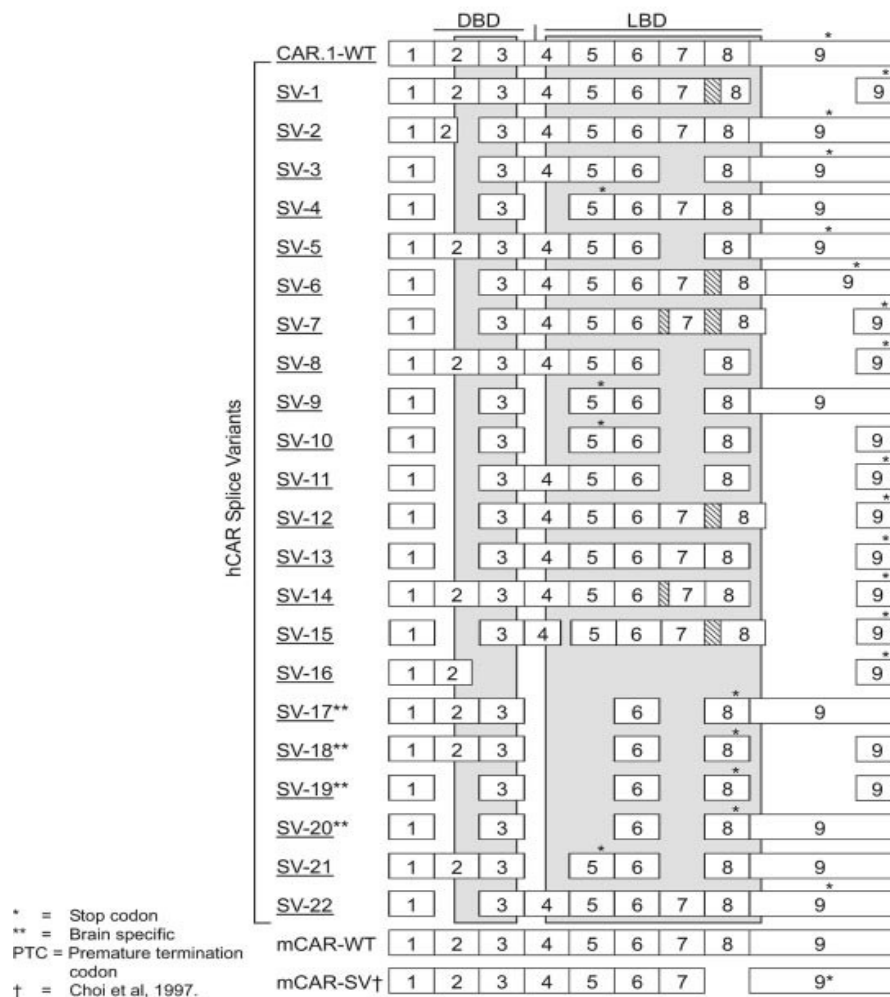 DBD LBD
*
CAR.1-WT 1 2 3 4 5 6 7 8 9
*
SV-1 1 2 3 4 5 6 7 8 9
*
SV-2 1 2 3 4 5 6 7 8 9
*
SV-3 1 3 4 5 6 8 9
*
SV-4 1 3 5 6 7 8 9
*
SV-5 1 2 3 4 5 6 8 9
*
SV-6 1 3 4 5 6 7 8 9
*
SV-7 1 3 4 5 6 7 8 9
*
SV-8 1 2 3 4 5 6 8 9
*
SV-9 1 3 5 6 8 9
*
SV-10 1 3 5 6 8 9
*
SV-11 1 3 4 5 6 8 9
*
SV-12 1 3 4 5 6 7 8 9
*
SV-13 1 3 4 5 6 7 8 9
*
SV-14 1 2 3 4 5 6 7 8 9
*
SV-15 1 3 4 5 6 7 8 9
*
SV-16 1 2 9
*
SV-17** 1 2 3 6 8 9
*
SV-18** 1 2 3 6 8 9
*
SV-19** 1 3 6 8 9
*
SV-20** 1 3 6 8 9
*
SV-21 1 2 3 5 6 8 9
*
SV-22 1 3 4 5 6 7 8 9
mCAR-WT 1 2 3 4 5 6 7 8 9
mCAR-SV† 1 2 3 4 5 6 7 9*
hCAR Splice Variants
* = Stop codon
** = Brain specific
PTC = Premature termination
codon
† = Choi et al, 1997.